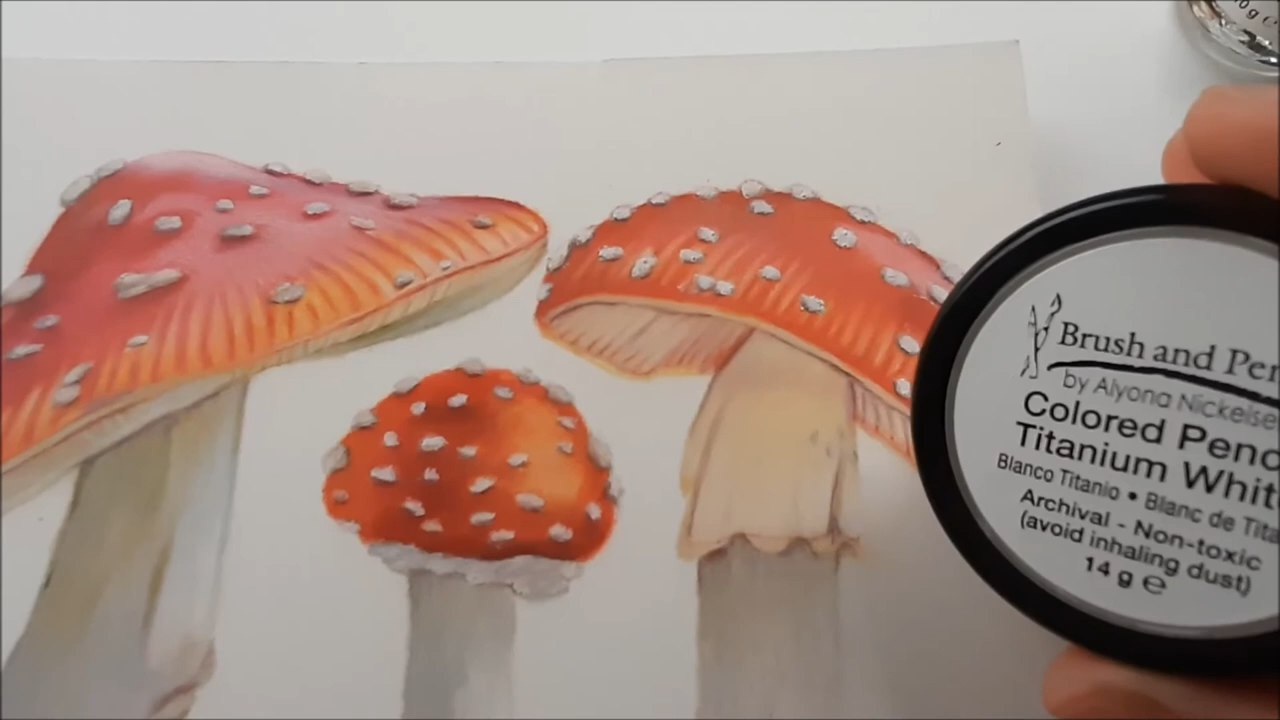 0g e
Brush and Pen
by Alyona Nickelse
Colored Penc
Titanium Whit
Blanco Titanio • Blanc de Tita
Archival - Non-toxic
(avoid inhaling dust)
14 g ℮